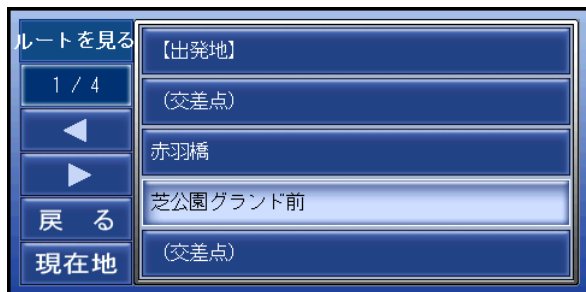 ルートを見る
1/4
◀
▶
戻る
現在地
【出発地】
(交差点)
赤羽橋
芝公園グランド前
(交差点)